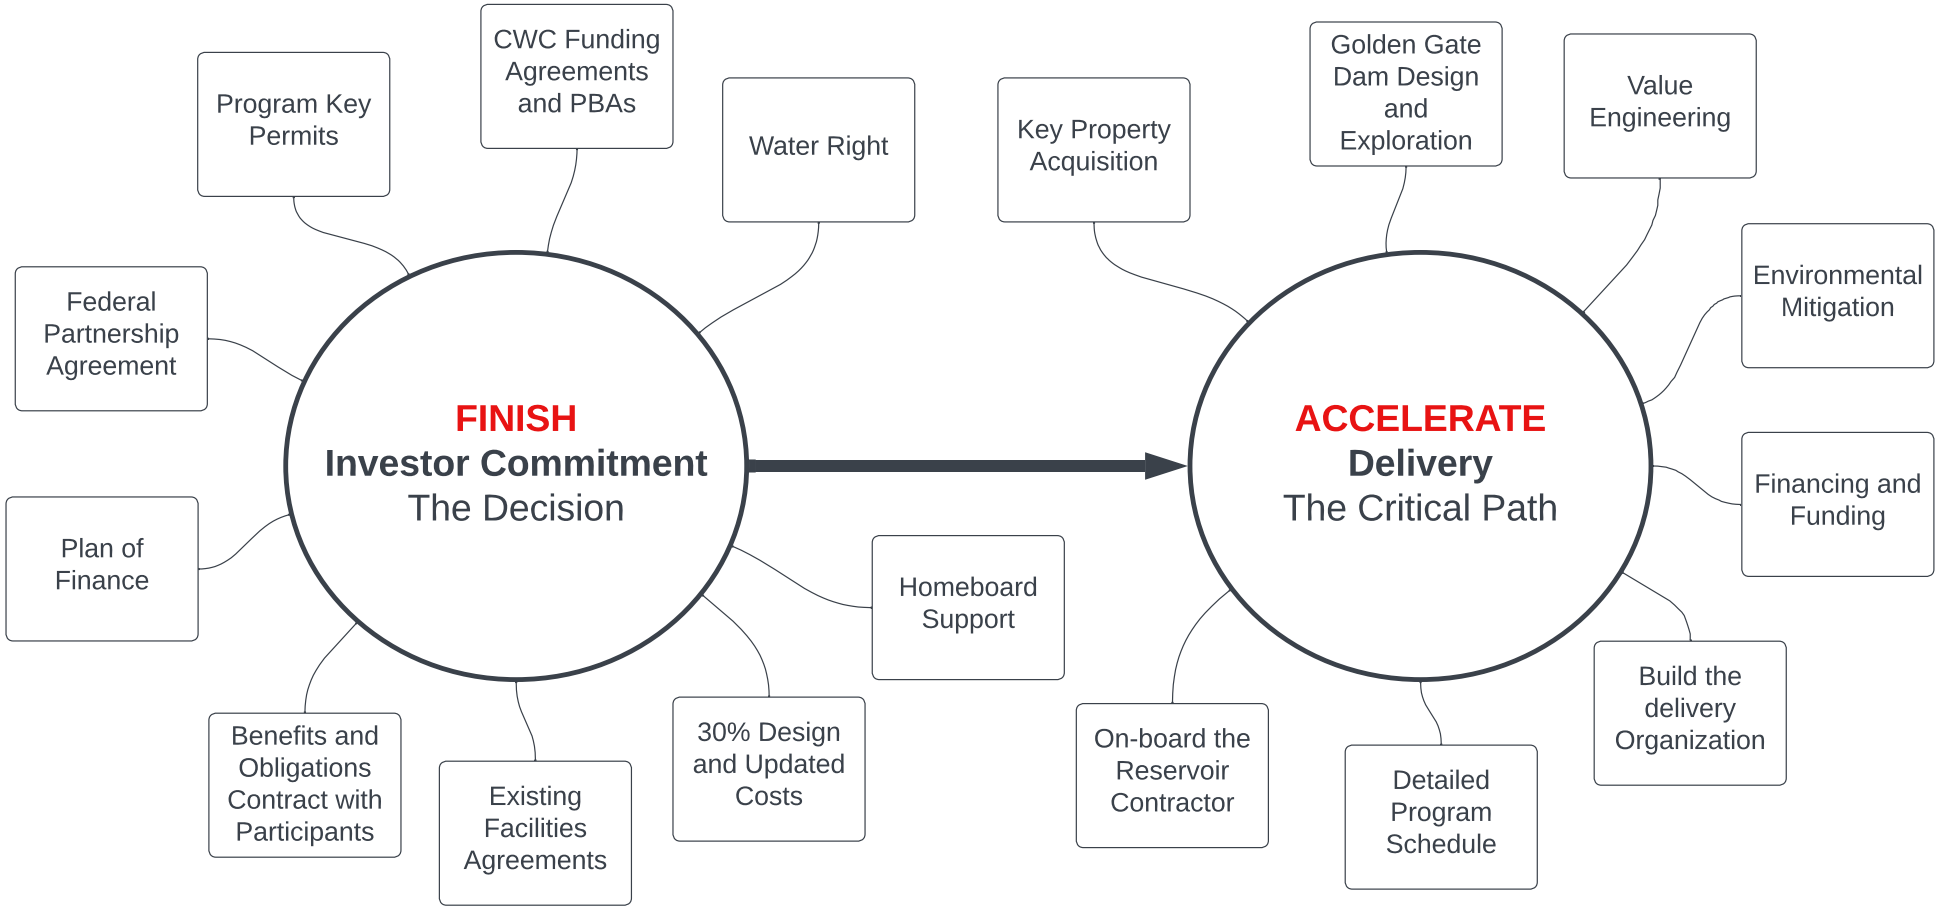 CWC Funding
Agreements
and PBAs
Program Key
Permits
Water Right
Federal
Partnership
Agreement
FINISH
Investor Commitment
The Decision
Plan of
Finance
Homeboard
Support
Benefits and
Obligations
Contract with
Participants
Existing
Facilities
Agreements
30% Design
and Updated
Costs
Key Property
Acquisition
Golden Gate
Dam Design
and
Exploration
Value
Engineering
Environmental
Mitigation
ACCELERATE
Delivery
The Critical Path
Financing and
Funding
Build the
delivery
Organization
On-board the
Reservoir
Contractor
Detailed
Program
Schedule